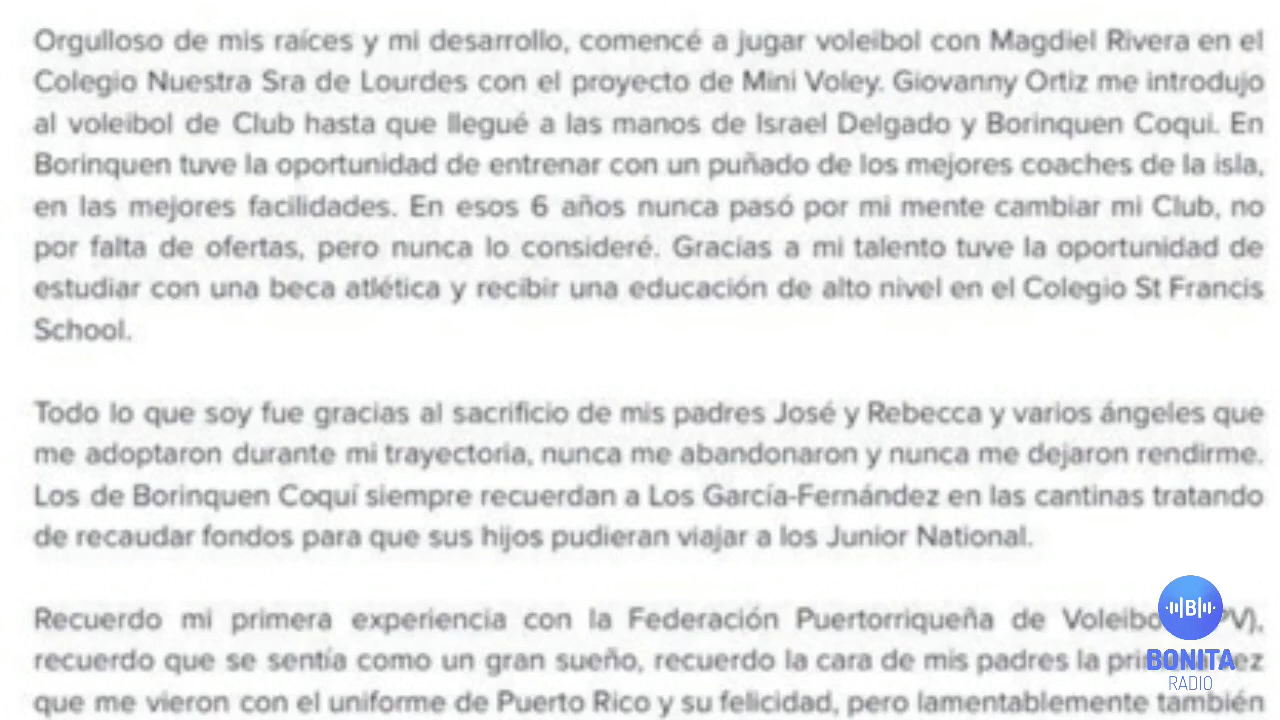 Orgulloso de mis raíces y mi desarrollo, comencé a jugar voleibol con Magdiel Rivera en el
Colegio Nuestra Sra de Lourdes con el proyecto de Mini Voley. Giovanny Ortiz me introdujo
al voleibol de Club hasta que llegué a las manos de Israel Delgado y Borinquen Coqui. En
Borinquen tuve la oportunidad de entrenar con un puñado de los mejores coaches de la isla,
en las mejores facilidades. En esos 6 años nunca pasó por mi mente cambiar mi Club, no
por falta de ofertas, pero nunca lo consideré. Gracias a mi talento tuve la oportunidad de
estudiar con una beca atlética y recibir una educación de alto nivel en el Colegio St Francis
School.
Todo lo que soy fue gracias al sacrificio de mis padres José y Rebecca y varios ángeles que
me adoptaron durante mi trayectoria, nunca me abandonaron y nunca me dejaron rendirme.
Los de Borinquen Coquí siempre recuerdan a Los García-Fernández en las cantinas tratando
de recaudar fondos para que sus hijos pudieran viajar a los Junior National.
Recuerdo mi primera experiencia con la Federación Puertorriqueña de
recuerdo que se sentía como un gran sueño, recuerdo la cara de mis padres la
que me vieron con el uniforme de Puerto Rico y su felicidad, pero lamentablemente también
B
BONITA
RADIO